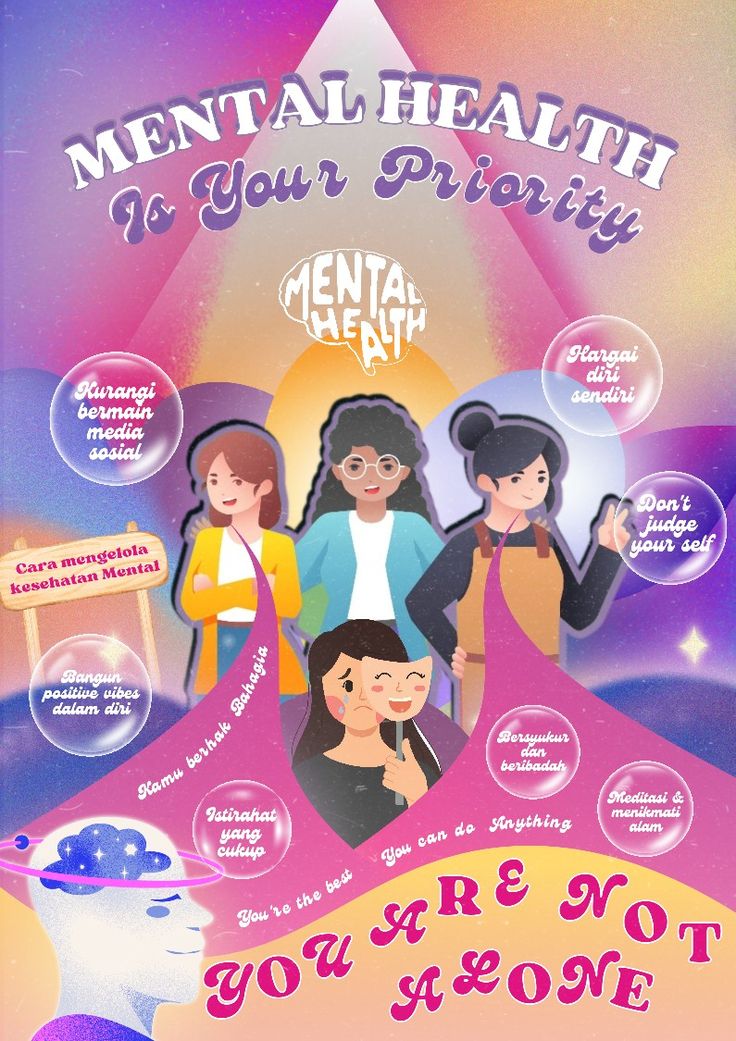 MENTAL HEALTH
Is Your Priority
MENTAL
HEALTH
Kurangi
bermain
media
sosial
Hargai
diri
sendiri
Don't
judge
your self
Cara mengelola
kesehatan Mental
Bangun
positive vibes
dalam diri
Kamu berhak Bahagia
Bersyukur
dan
beribadah
Istirahat
yang
cukup
Meditasi &
menikmati
alam
You can do Anything
You're the best
YOU ARE NOT
ALONE